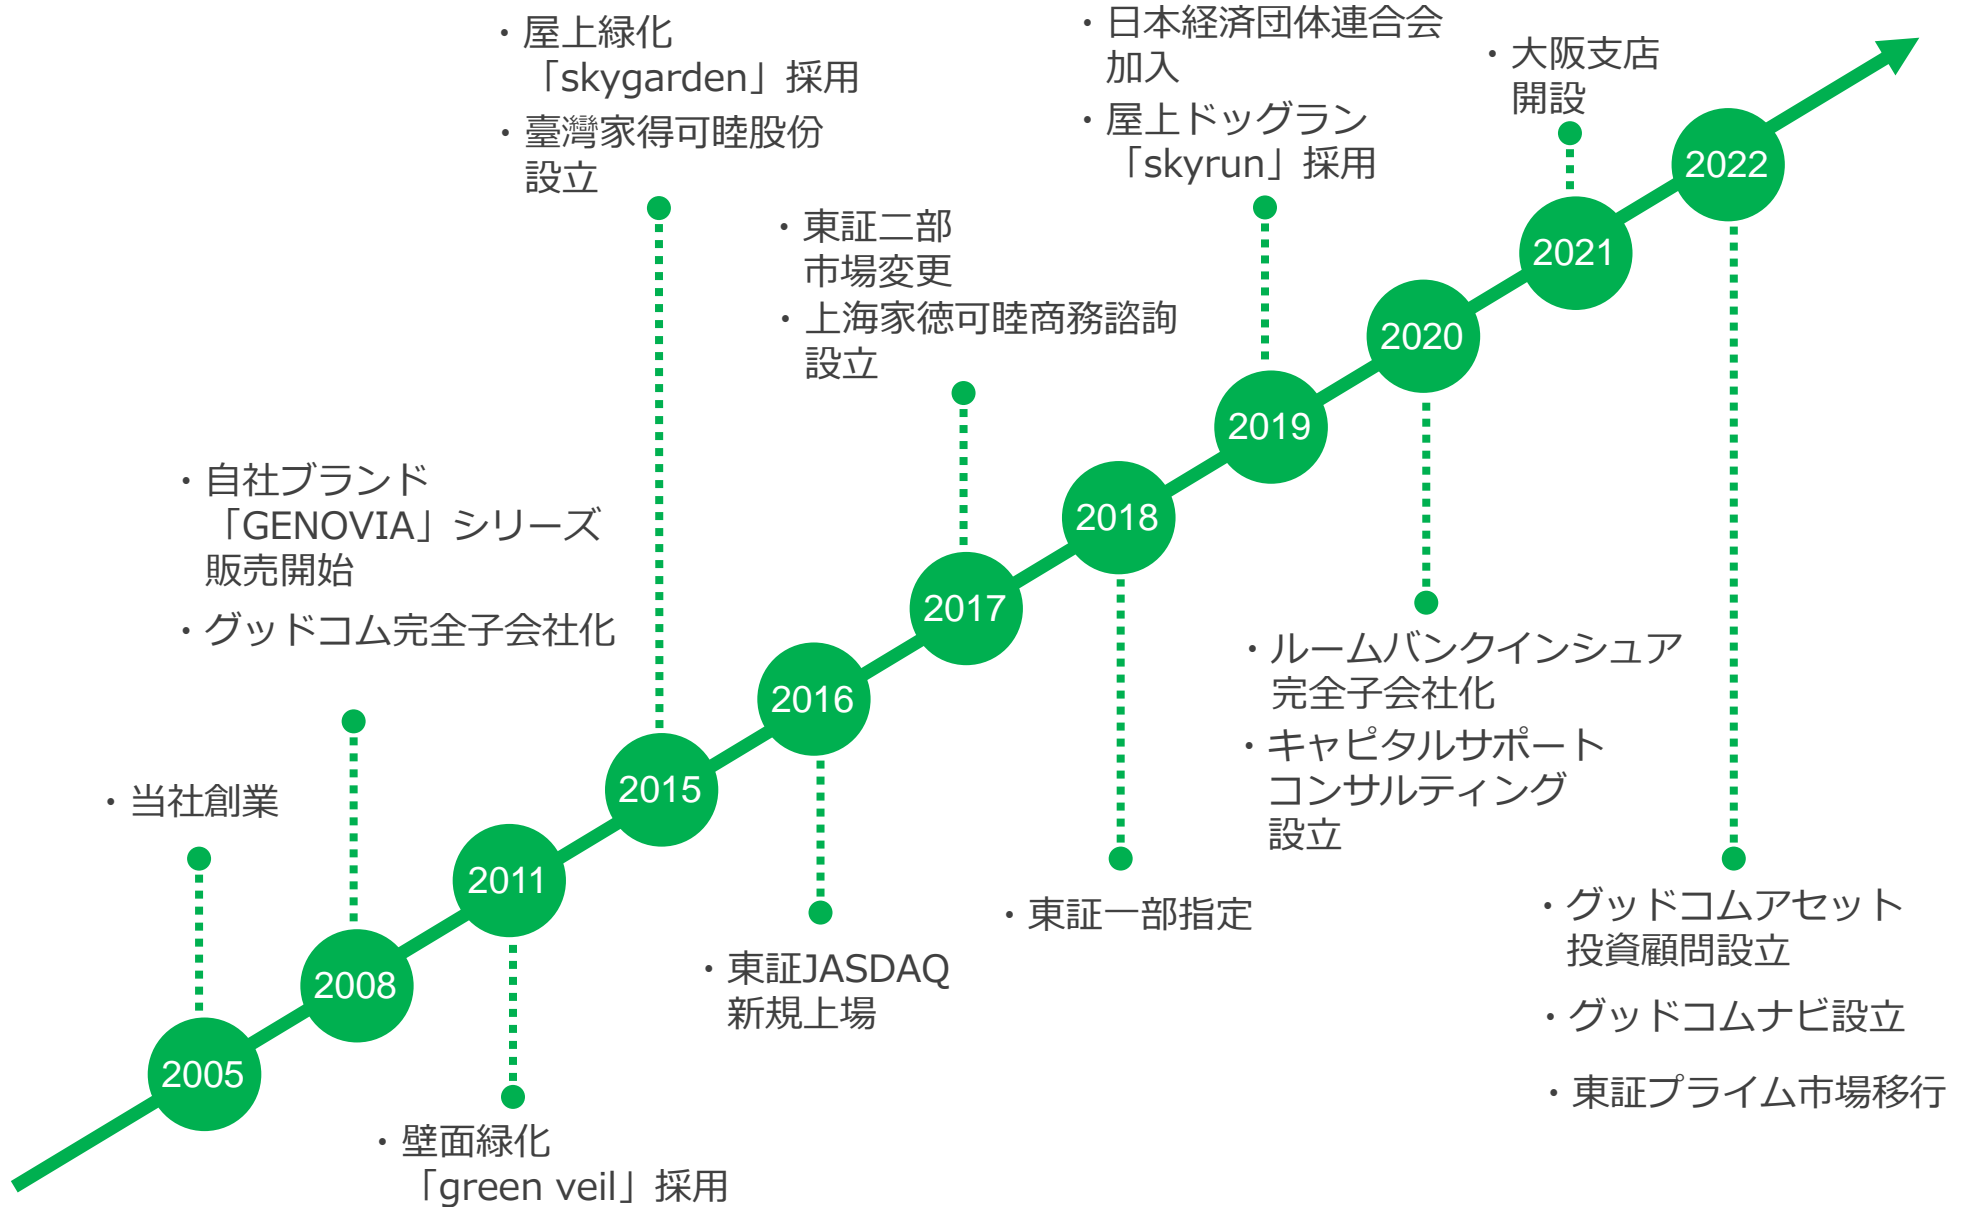 2005
・当社創業
2008
・自社ブランド
「GENOVIA」シリーズ
販売開始
・グッドコム完全子会社化
2011
・壁面緑化
「green veil」採用
2015
・屋上緑化
「skygarden」採用
・臺灣家得可睦股份
設立
2016
・東証JASDAQ
新規上場
2017
・東証二部
市場変更
・上海家徳可睦商務諮詢
設立
2018
・東証一部指定
2019
・日本経済団体連合会
加入
・屋上ドッグラン
「skyrun」採用
2020
・ルームバンクインシュア
完全子会社化
・キャピタルサポート
コンサルティング
設立
2021
・大阪支店
開設
2022
・グッドコムアセット
投資顧問設立
・グッドコムナビ設立
・東証プライム市場移行